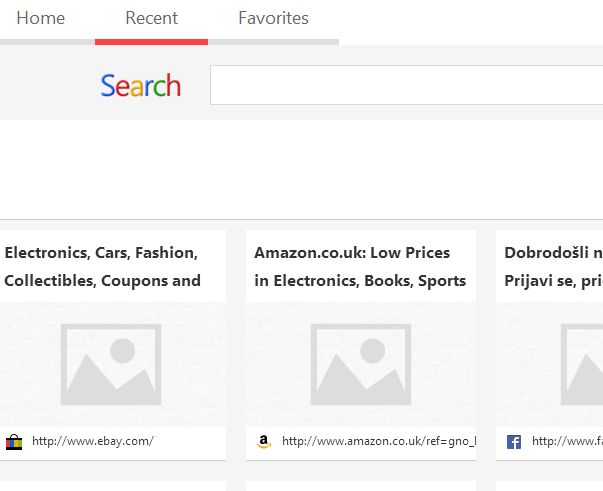 Home Recent Favorites
Search
Electronics, Cars, Fashion,
Collectibles, Coupons and
http://www.ebay.com/
Amazon.co.uk: Low Prices
in Electronics, Books, Sports
http://www.amazon.co.uk/ref=gno_l
Dobrodošli n
Prijavi se, pri
http://www.fa